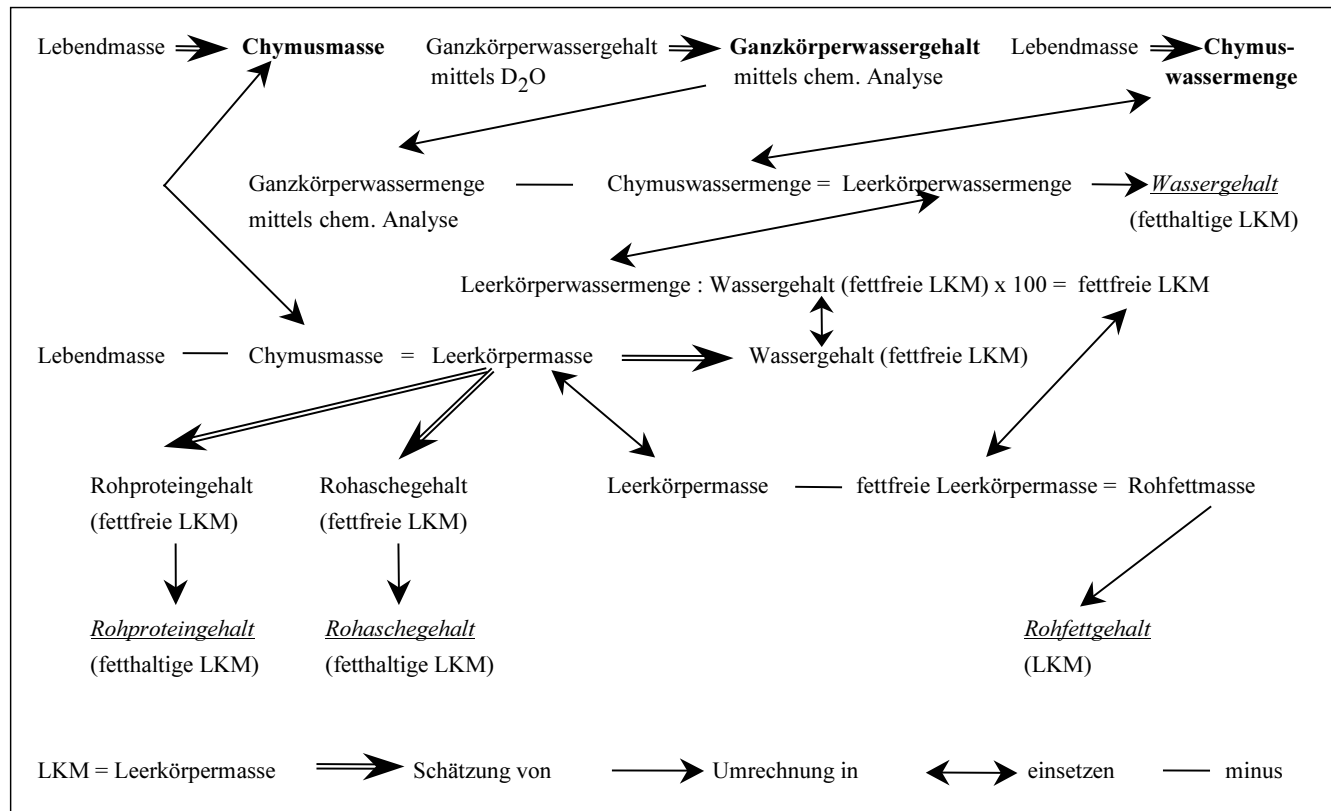 Lebendmasse Chymusmasse Ganzkörperwassergehalt Ganzkörperwassergehalt Lebendmasse Chymus-
mittels D2O mittels chem. Analyse wassermenge
Ganzkörperwassermenge — Chymuswassermenge = Leerkörperwassermenge Wassergehalt
mittels chem. Analyse (fetthaltige LKM)
Leerkörperwassermenge : Wassergehalt (fettfreie LKM) x 100 = fettfreie LKM
Lebendmasse — Chymusmasse = Leerkörpermasse Wassergehalt (fettfreie LKM)
Rohproteingehalt Rohaschegehalt Leerkörpermasse — fettfreie Leerkörpermasse = Rohfettmasse
(fettfreie LKM) (fettfreie LKM)
Rohproteingehalt Rohaschegehalt Rohfettgehalt
(fetthaltige LKM) (fetthaltige LKM) (LKM)
LKM = Leerkörpermasse Schätzung von Umrechnung in einsetzen — minus